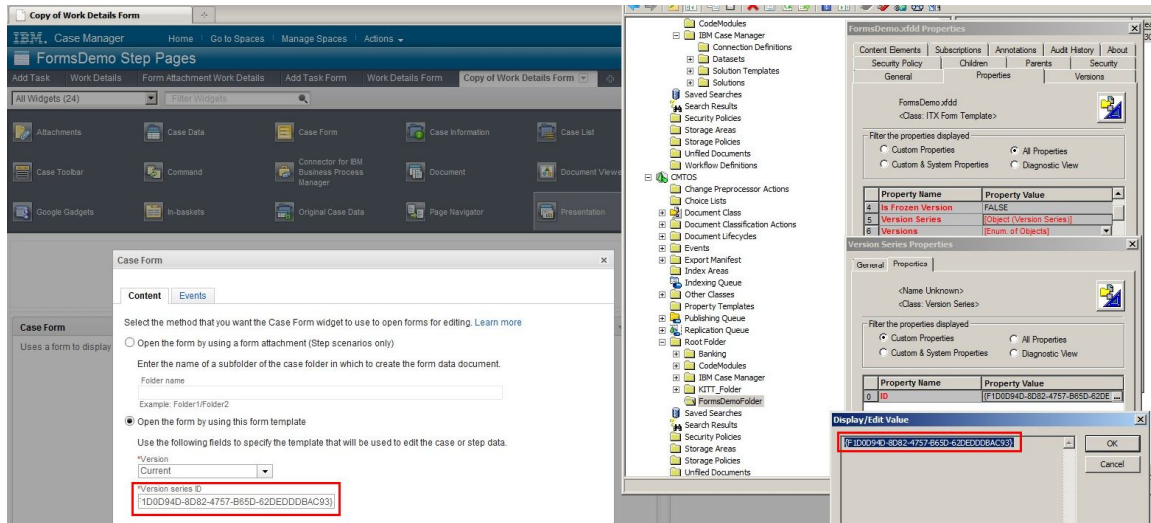 Copy of Work Details Form
IBM. Case Manager
Home
Go to Spaces
Manage Spaces
Actions
FormsDemo Step Pages
Add Task
Work Details
Form Attachment Work Details
Add Task Form
Work Details Form
Copy of Work Details Form
All Widgets (24)
Filter Widgets
Attachments
Case Data
Case Form
Case Information
Case List
Case Toolbar
Command
Connector for IBM
Business Process
Manager
Document
Document Viewe
Google Gadgets
In-baskets
Original Case Data
Page Navigator
Presentation
Case Form
Uses a form to display
Case Form
Content
Events
Select the method that you want the Case Form widget to use to open forms for editing. Learn more
Open the form by using a form attachment (Step scenarios only)
Enter the name of a subfolder of the case folder in which to create the form data document.
Folder name
Example: Folder1/Folder2
Open the form by using this form template
Use the following fields to specify the template that will be used to edit the case or step data.
*Version
Current
*Version series ID
1D0D94D-8D82-4757-B65D-62DEDDDBAC93}
CodeModules
IBM Case Manager
Connection Definitions
Datasets
Solution Templates
Solutions
Saved Searches
Search Results
Security Policies
Storage Areas
Storage Policies
Unfiled Documents
Workflow Definitions
CMTOS
Change Preprocessor Actions
Choice Lists
Document Class
Document Classification Actions
Document Lifecycles
Events
Export Manifest
Index Areas
Indexing Queue
Other Classes
Property Templates
Publishing Queue
Replication Queue
Root Folder
Banking
CodeModules
IBM Case Manager
KITT_Folder
FormsDemoFolder
Saved Searches
Search Results
Security Policies
Storage Areas
Storage Policies
Unfiled Documents
FormsDemo.xfdd Properties
Content Elements
Subscriptions
Annotations
Audit History
About
Security Policy
Children
Parents
Security
General
Properties
Versions
FormsDemo.xfdd
<Class: ITX Form Template>
Filter the properties displayed
Custom Properties
All Properties
Custom & System Properties
Diagnostic View
Property Name
Property Value
4 Is Frozen Version FALSE
5 Version Series [Object (Version Series)]
6 Versions [Enum. of Objects]
Version Series Properties
General
Properties
<Name Unknown>
<Class: Version Series>
Filter the properties displayed
Custom Properties
All Properties
Custom & System Properties
Diagnostic View
Property Name
Property Value
0 ID {F1D0D94D-8D82-4757-B65D-62DE ...
Display/Edit Value
{F1D0D94D-8D82-4757-B65D-62DEDDDBAC93}
OK
Cancel